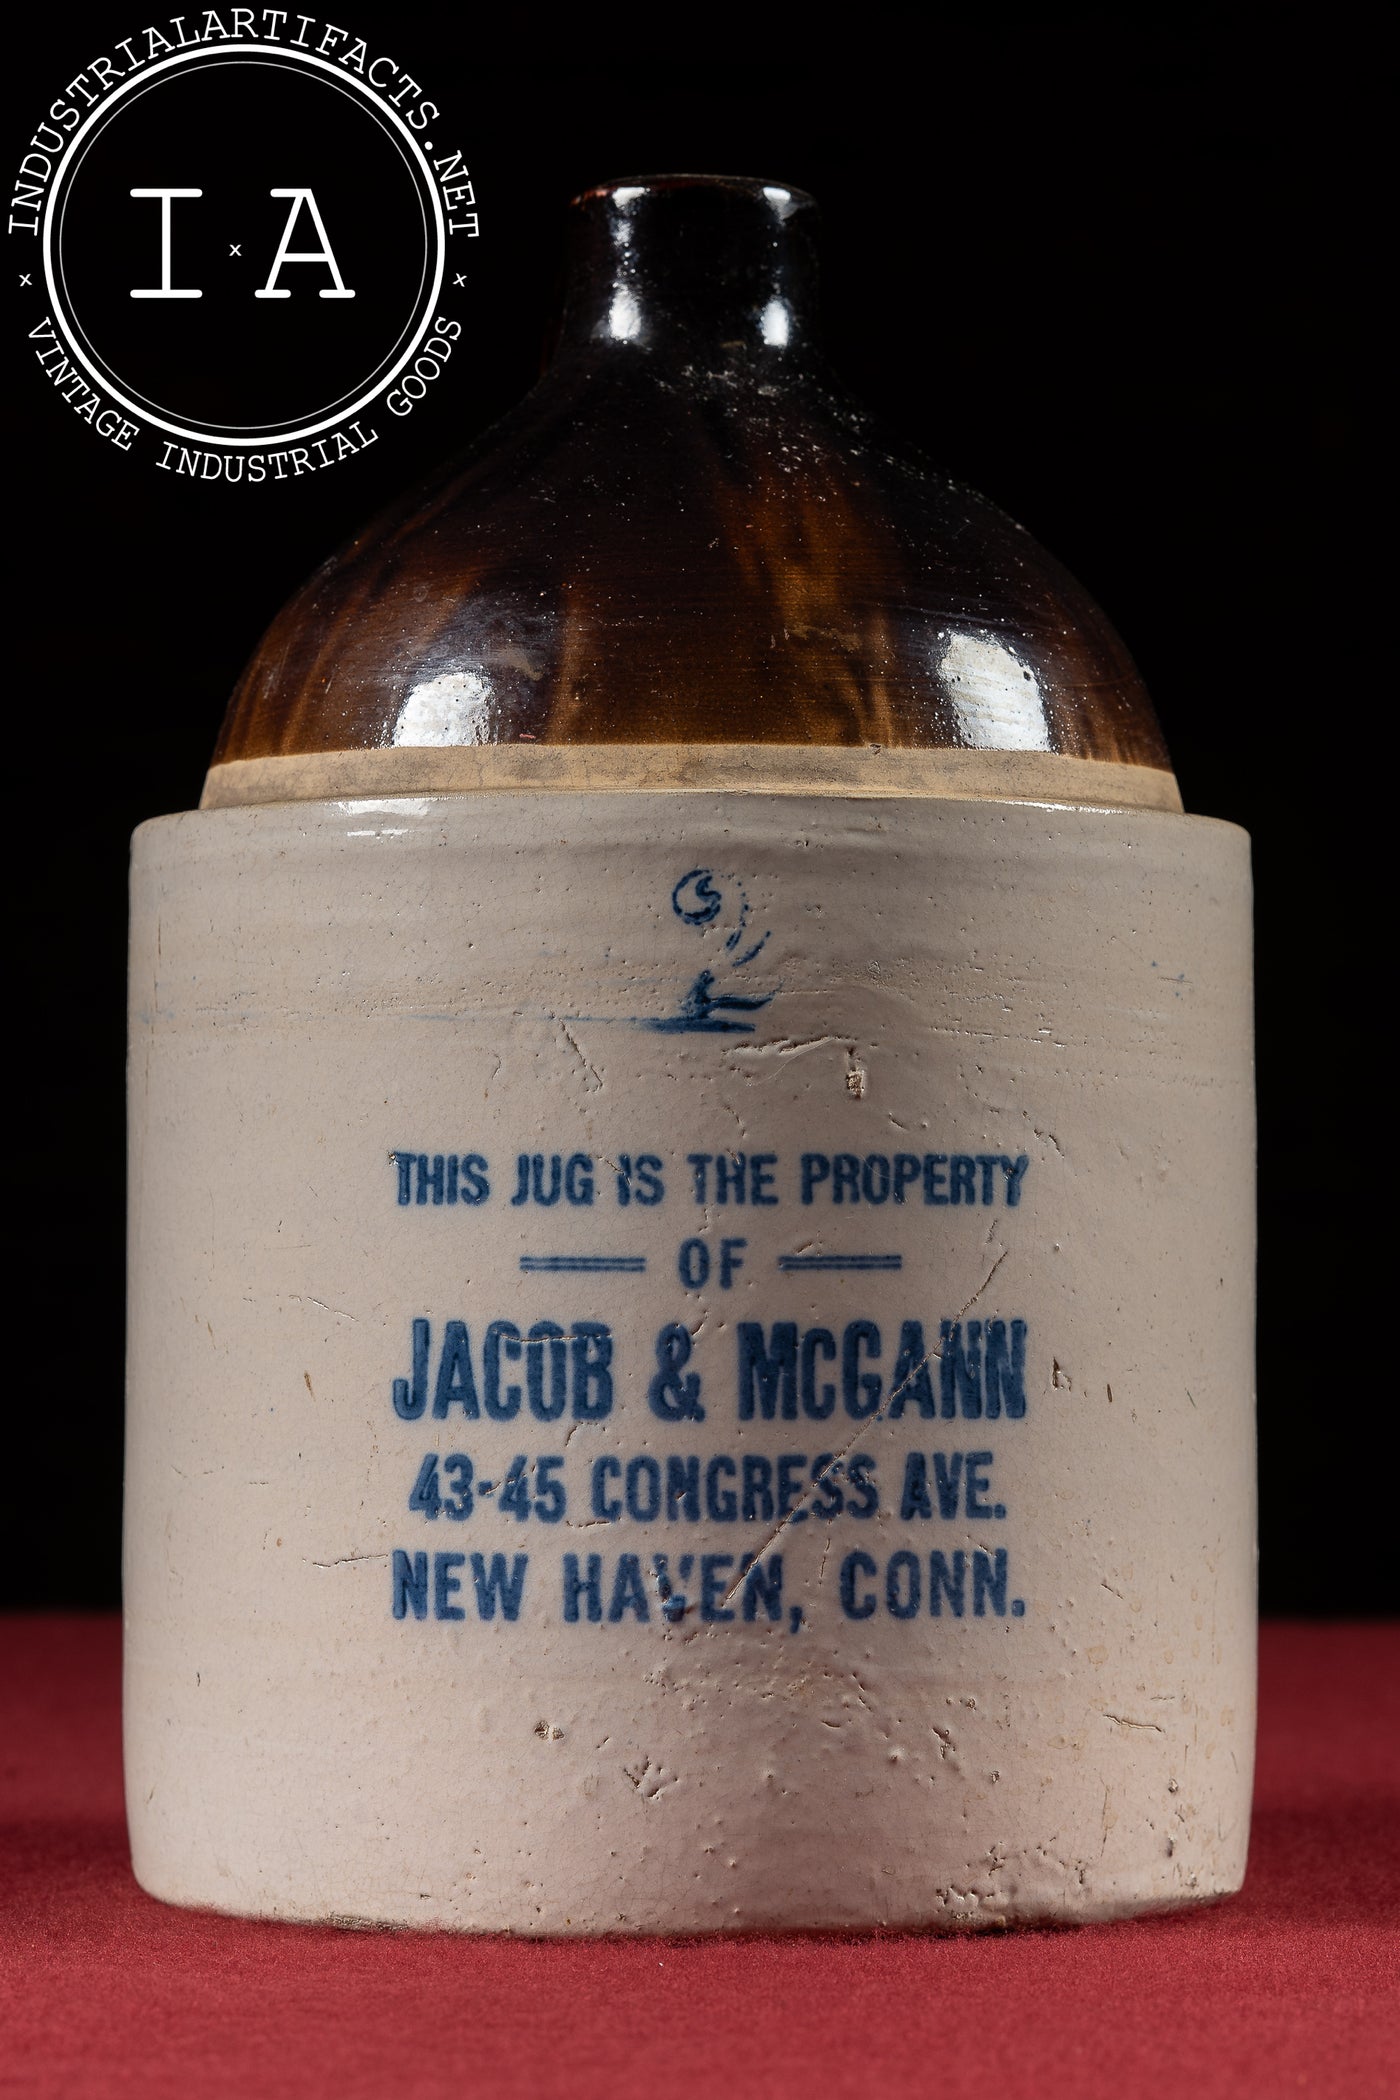 INDUSTRIALARTIFACTS.NET
I x A
x VINTAGE INDUSTRIAL GOODS x
2
THIS JUG IS THE PROPERTY
OF
JACOB & McGANN
43-45 CONGRESS AVE.
NEW HAVEN, CONN.